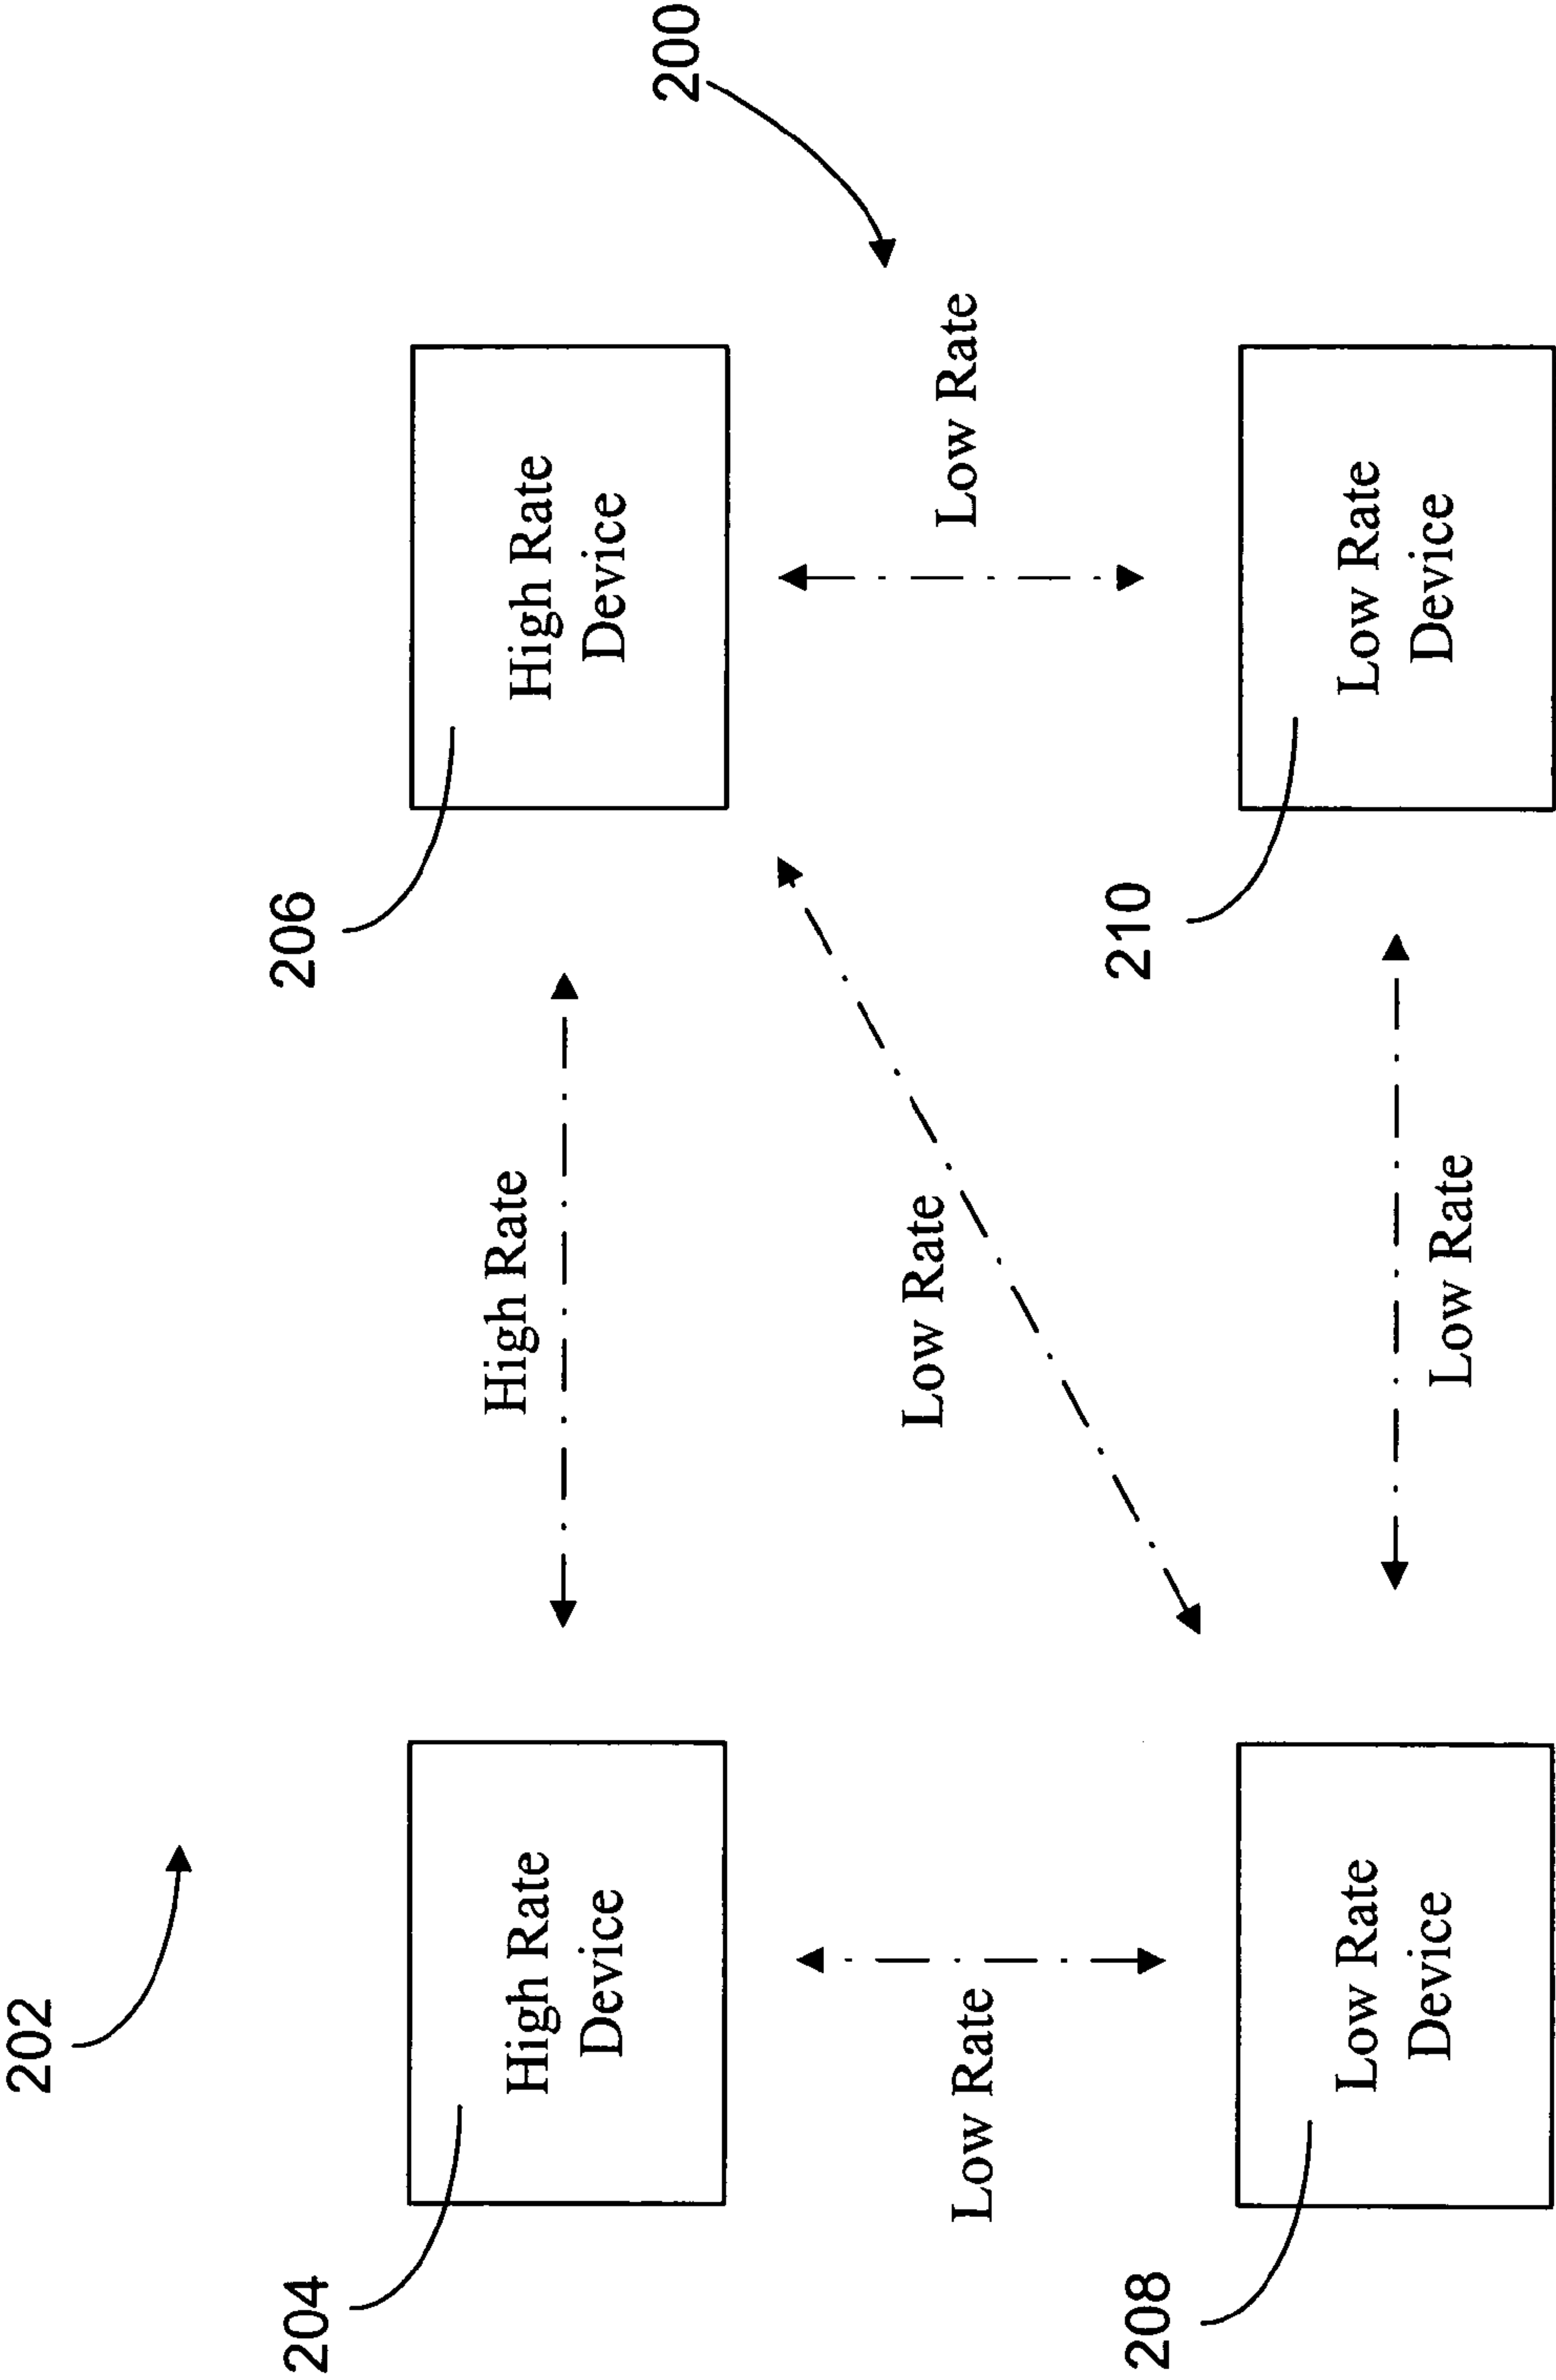 202
204
206
High Rate
Device
High Rate
High Rate
Device
200
Low Rate
Low Rate
Low Rate
208
210
Low Rate
Device
Low Rate
Low Rate
Device